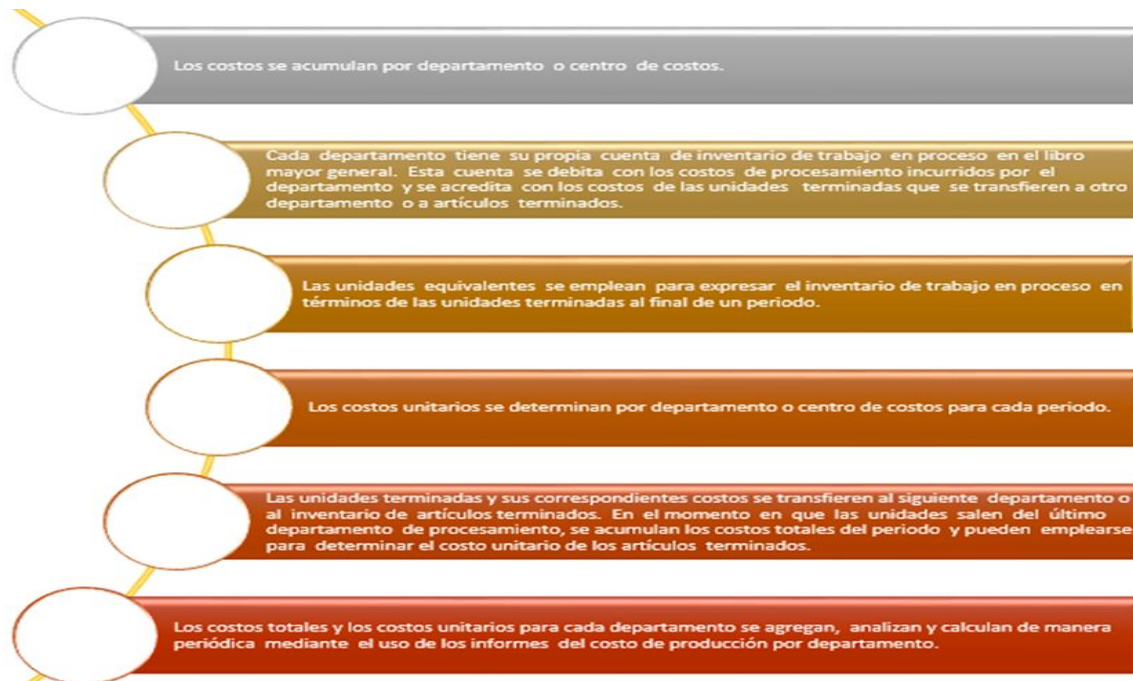 Los costos se acumulan por departamento o centro de costos.
Cada departamento tiene su propia cuenta de inventario de trabajo en proceso en el libro
mayor general. Esta cuenta se debita con los costos de procesamiento incurridos por el
departamento y se acredita con los costos de las unidades terminadas que se transfieren a otro
departamento o a artículos terminados.
Las unidades equivalentes se emplean para expresar el inventario de trabajo en proceso en
términos de las unidades terminadas al final de un periodo.
Los costos unitarios se determinan por departamento o centro de costos para cada periodo.
Las unidades terminadas y sus correspondientes costos se transfieren al siguiente departamento o
al inventario de artículos terminados. En el momento en que las unidades salen del último
departamento de procesamiento, se acumulan los costos totales del periodo y pueden emplearse
para determinar el costo unitario de los artículos terminados.
Los costos totales y los costos unitarios para cada departamento se agregan, analizan y calculan de manera
periódica mediante el uso de los informes del costo de producción por departamento.